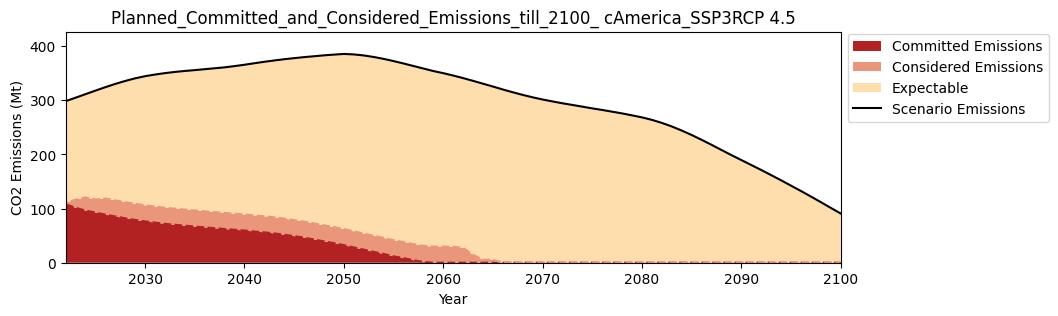 Planned_Committed_and_Considered_Emissions_till_2100_ cAmerica_SSP3RCP 4.5
400
300
200
100
0
CO2 Emissions (Mt)
2030 2040 2050 2060 2070 2080 2090 2100
Year
Committed Emissions
Considered Emissions
Expectable
Scenario Emissions